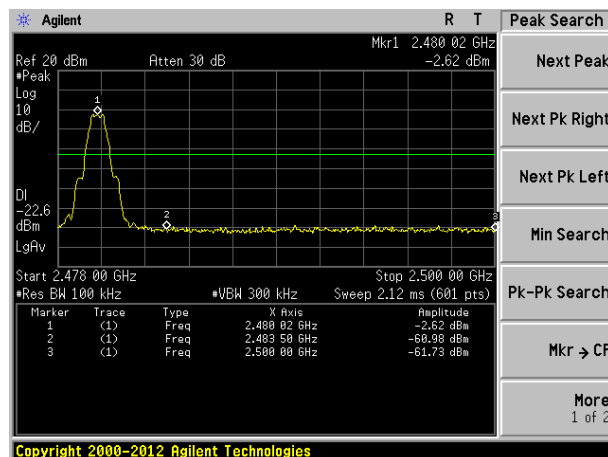 Agilent R T
Peak Search
Mkr1 2.480 02 GHz
Ref 20 dBm Atten 30 dB -2.62 dBm
#Peak
Log
10
dB/
1
DI
-22.6
dBm
LgAv
2
3
Start 2.478 00 GHz Stop 2.500 00 GHz
#Res BW 100 kHz #VBW 300 kHz Sweep 2.12 ms (601 pts)
Marker Trace Type X Axis Amplitude
1 (1) Freq 2.480 02 GHz -2.62 dBm
2 (1) Freq 2.483 50 GHz -60.98 dBm
3 (1) Freq 2.500 00 GHz -61.73 dBm
Next Peak
Next Pk Right
Next Pk Left
Min Search
Pk-Pk Search
Mkr → CF
More
1 of 2
Copyright 2000-2012 Agilent Technologies